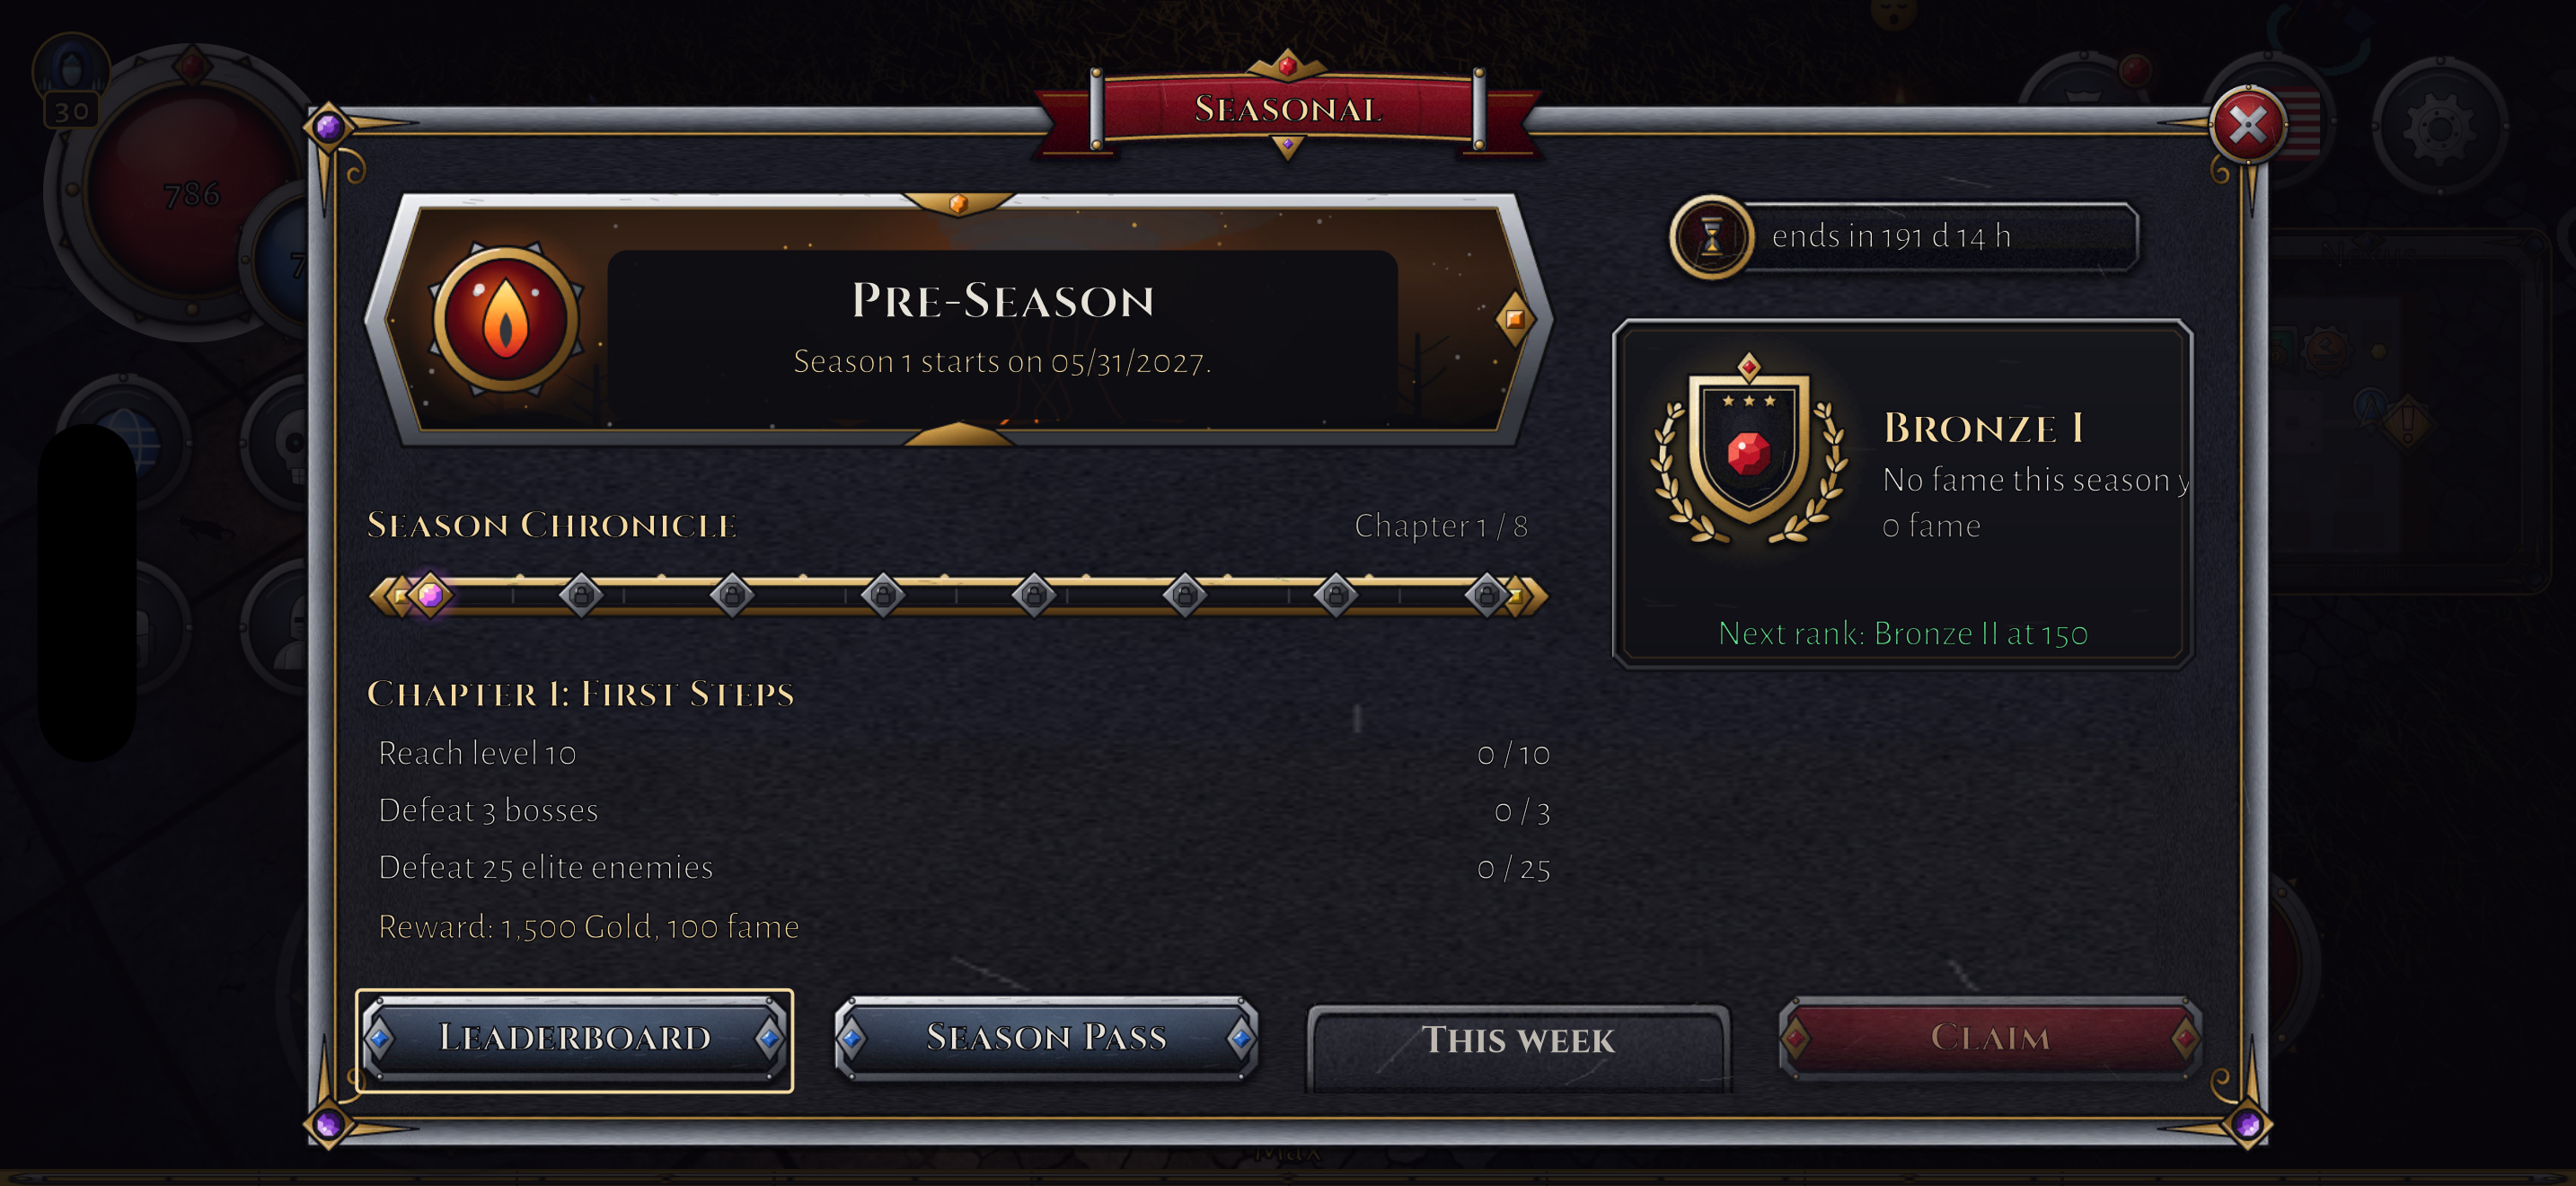 Seasonal
30
786
7
Pre-Season
Season 1 starts on 05/31/2027.
ends in 191 d 14 h
Bronze I
No fame this season y
0 fame
Next rank: Bronze II at 150
Season Chronicle
Chapter 1 / 8
Chapter 1: First Steps
Reach level 10 0 / 10
Defeat 3 bosses 0 / 3
Defeat 25 elite enemies 0 / 25
Reward: 1,500 Gold, 100 fame
Leaderboard
Season Pass
This week
Claim
Max